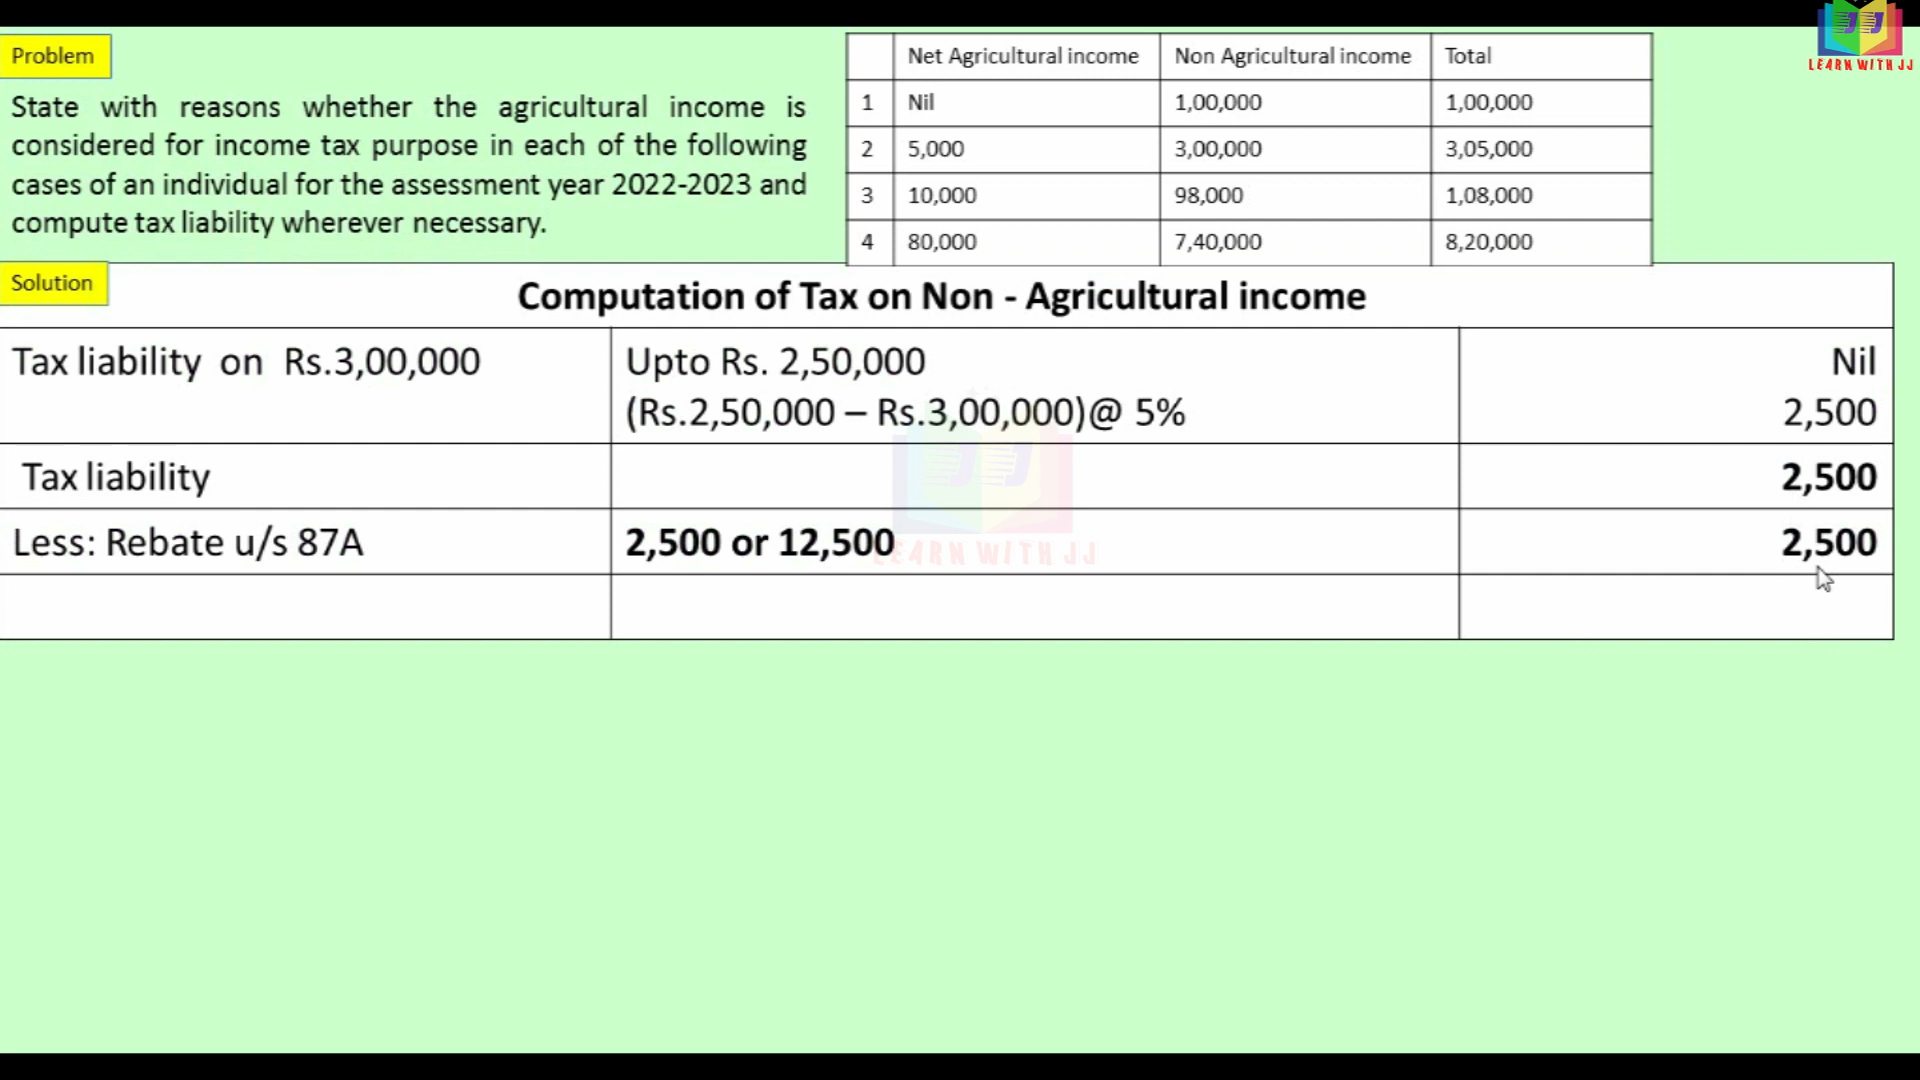 Problem
State with reasons whether the agricultural income is
considered for income tax purpose in each of the following
cases of an individual for the assessment year 2022-2023 and
compute tax liability wherever necessary.
Net Agricultural income Non Agricultural income Total
1 Nil 1,00,000 1,00,000
2 5,000 3,00,000 3,05,000
3 10,000 98,000 1,08,000
4 80,000 7,40,000 8,20,000
LEARN WITH JJ
Solution
Computation of Tax on Non - Agricultural income
Tax liability on Rs.3,00,000 Upto Rs. 2,50,000 Nil
(Rs.2,50,000 – Rs.3,00,000)@ 5% 2,500
Tax liability 2,500
Less: Rebate u/s 87A 2,500 or 12,500 2,500
LEARN WITH JJ